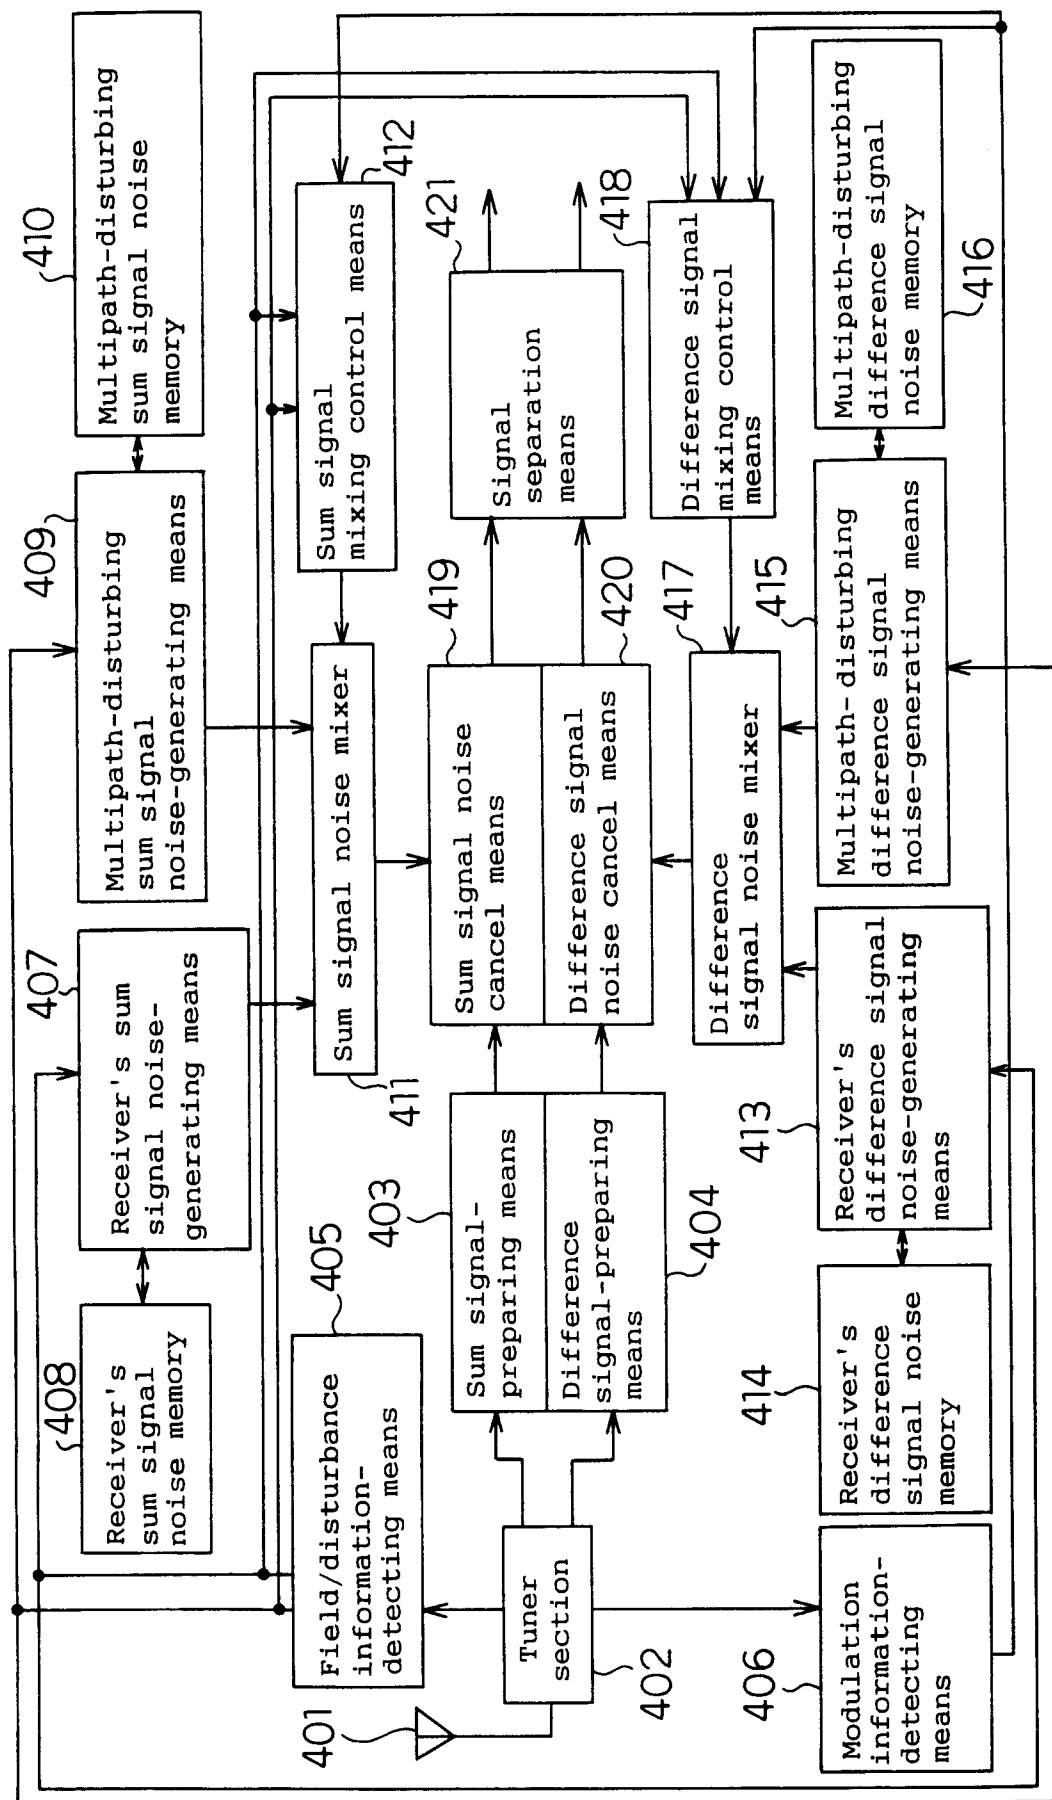 401
Tuner
section
402
Field/disturbance
information-
detecting means
405
Modulation
information-
detecting
means
406
Sum signal-
preparing means
403
Difference
signal-preparing
means
404
Receiver's
sum signal
noise memory
408
Receiver's sum
signal noise-
generating means
407
Multipath-disturbing
sum signal
noise-generating means
409
Multipath-disturbing
sum signal noise
memory
410
Sum signal noise mixer
411
Sum signal
mixing control means
412
Sum signal noise
cancel means
419
Difference signal
noise cancel means
420
Signal
separation
means
421
Difference
signal noise mixer
417
Difference signal
mixing control
means
418
Receiver's
difference
signal noise
memory
414
Receiver's
difference signal
noise-generating
means
413
Multipath-disturbing
difference signal
noise-generating means
415
Multipath-disturbing
difference signal
noise memory
416